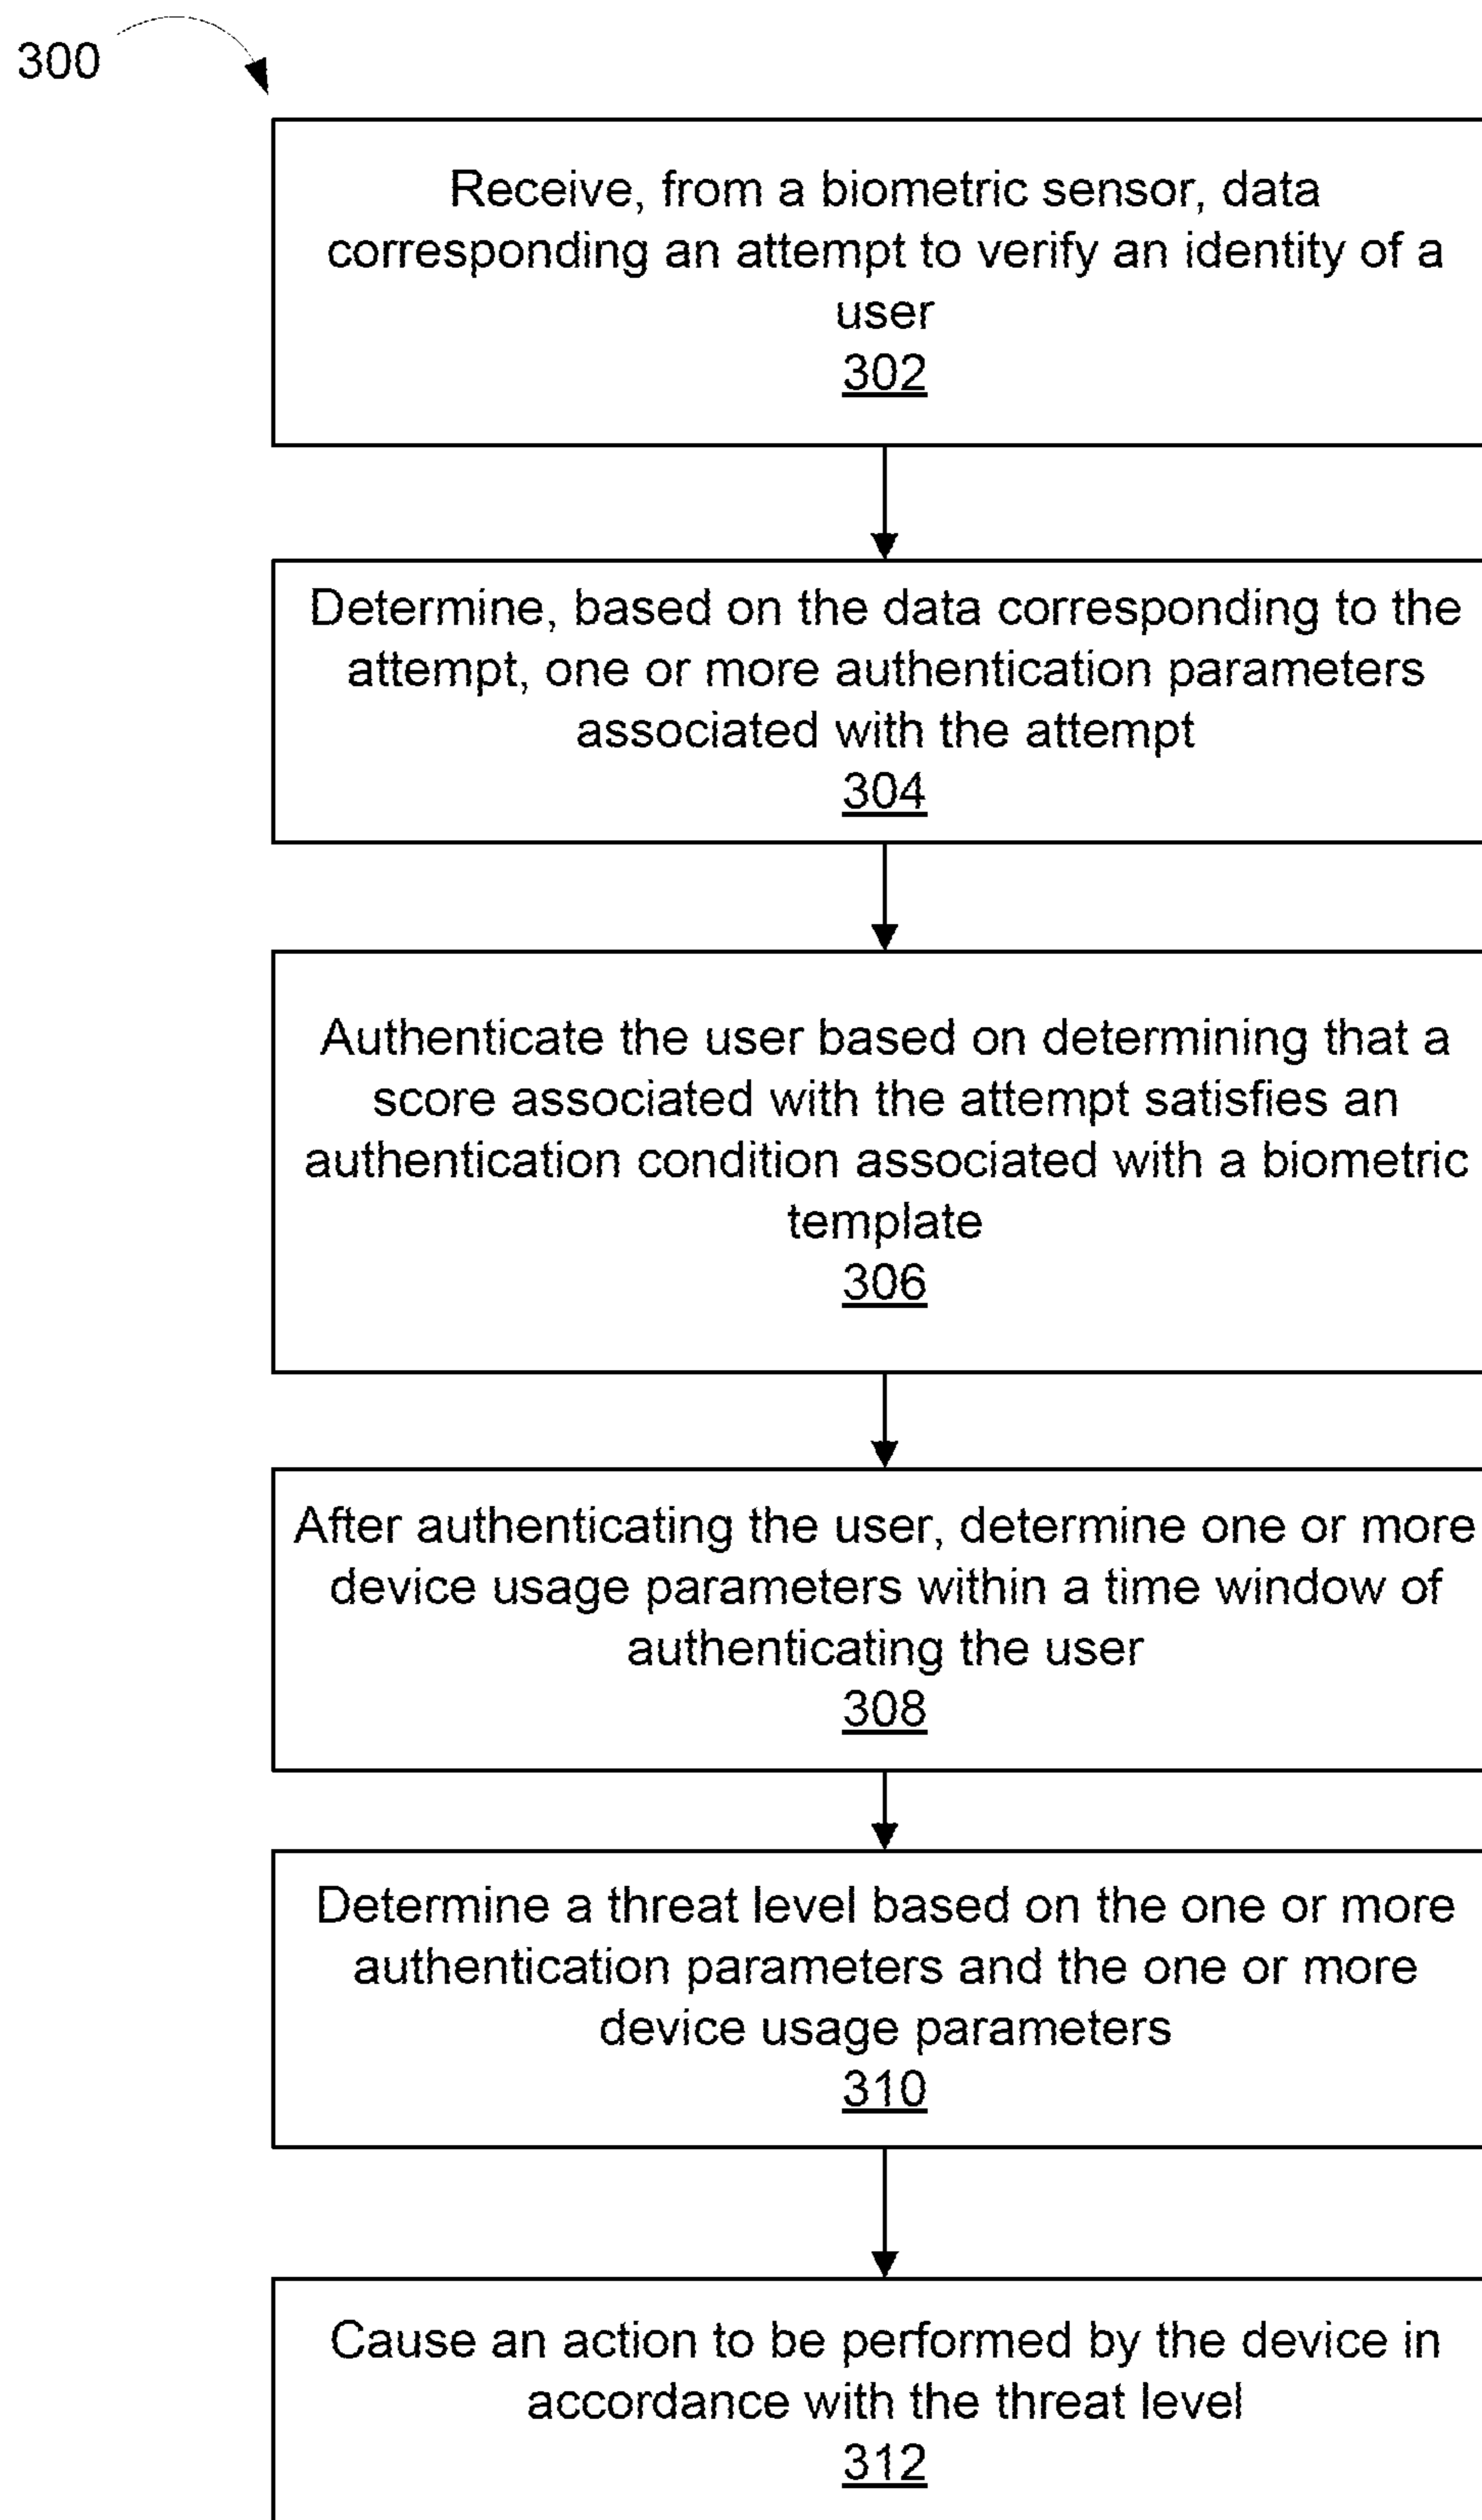 300
Receive, from a biometric sensor, data
corresponding an attempt to verify an identity of a
user
302
Determine, based on the data corresponding to the
attempt, one or more authentication parameters
associated with the attempt
304
Authenticate the user based on determining that a
score associated with the attempt satisfies an
authentication condition associated with a biometric
template
306
After authenticating the user, determine one or more
device usage parameters within a time window of
authenticating the user
308
Determine a threat level based on the one or more
authentication parameters and the one or more
device usage parameters
310
Cause an action to be performed by the device in
accordance with the threat level
312